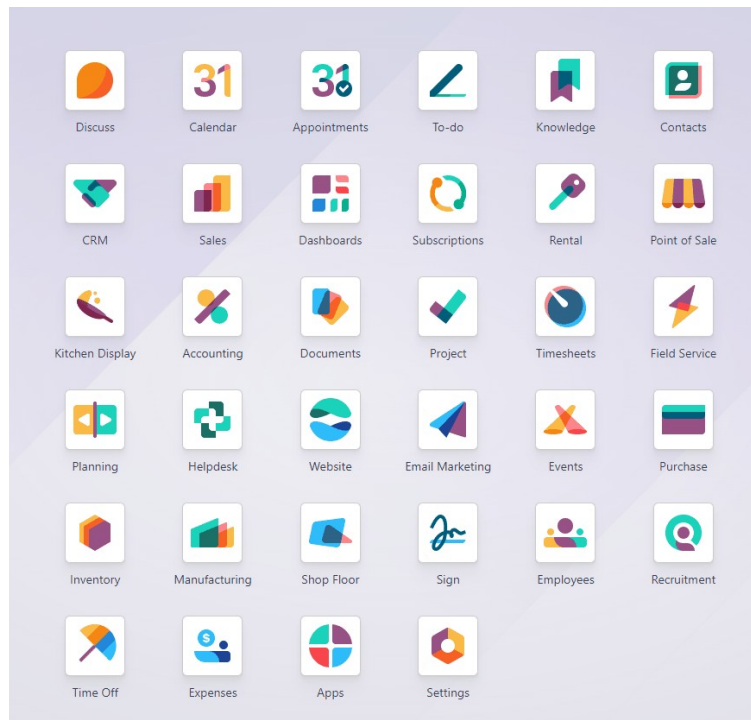 31
31
Discuss
Calendar
Appointments
To-do
Knowledge
Contacts
CRM
Sales
Dashboards
Subscriptions
Rental
Point of Sale
Kitchen Display
Accounting
Documents
Project
Timesheets
Field Service
Planning
Helpdesk
Website
Email Marketing
Events
Purchase
Inventory
Manufacturing
Shop Floor
Sign
Employees
Recruitment
$
Time Off
Expenses
Apps
Settings